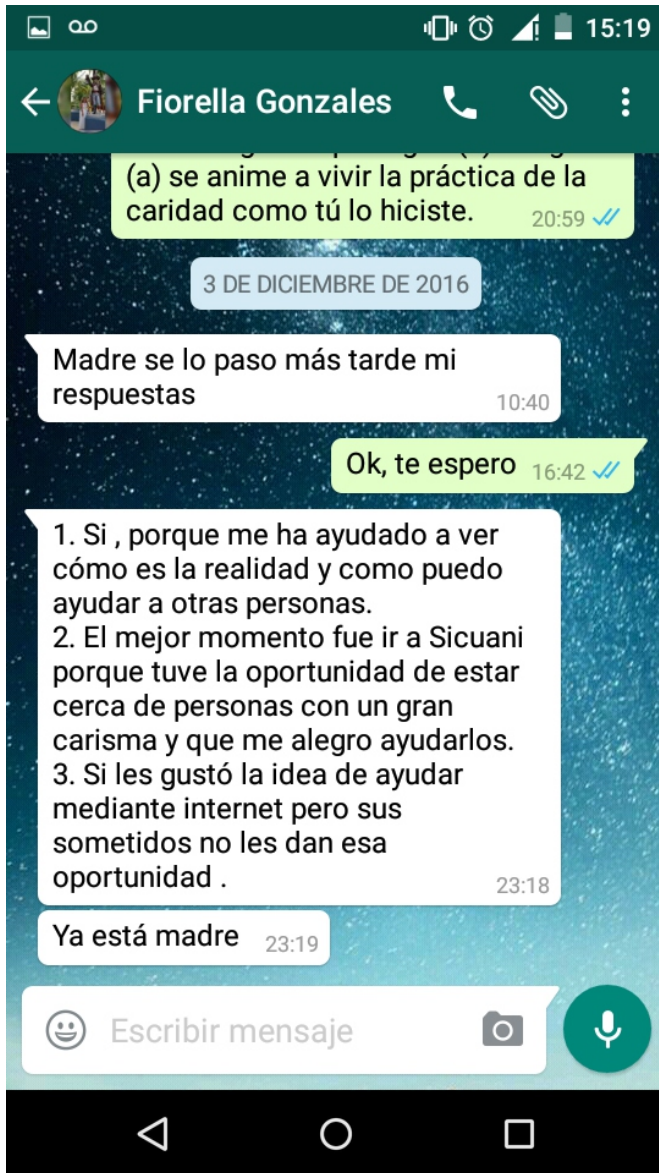 15:19
Fiorella Gonzales
(a) se anime a vivir la práctica de la
caridad como tú lo hiciste.
20:59
3 DE DICIEMBRE DE 2016
Madre se lo paso más tarde mi
respuestas
10:40
Ok, te espero 16:42
1. Si , porque me ha ayudado a ver
cómo es la realidad y como puedo
ayudar a otras personas.
2. El mejor momento fue ir a Sicuani
porque tuve la oportunidad de estar
cerca de personas con un gran
carisma y que me alegro ayudarlos.
3. Si les gustó la idea de ayudar
mediante internet pero sus
sometidos no les dan esa
oportunidad .
23:18
Ya está madre 23:19
Escribir mensaje